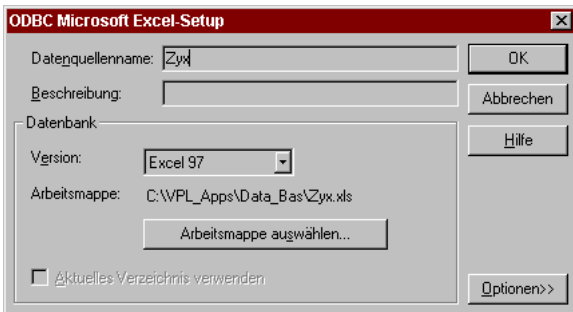 ODBC Microsoft Excel-Setup
Datenquellenname: Zyx
OK
Beschreibung:
Abbrechen
Datenbank
Hilfe
Version: Excel 97
Arbeitsmappe: C:\VPL_Apps\Data_Bas\Zyx.xls
Arbeitsmappe auswählen...
Aktuelles Verzeichnis verwenden
Optionen>>